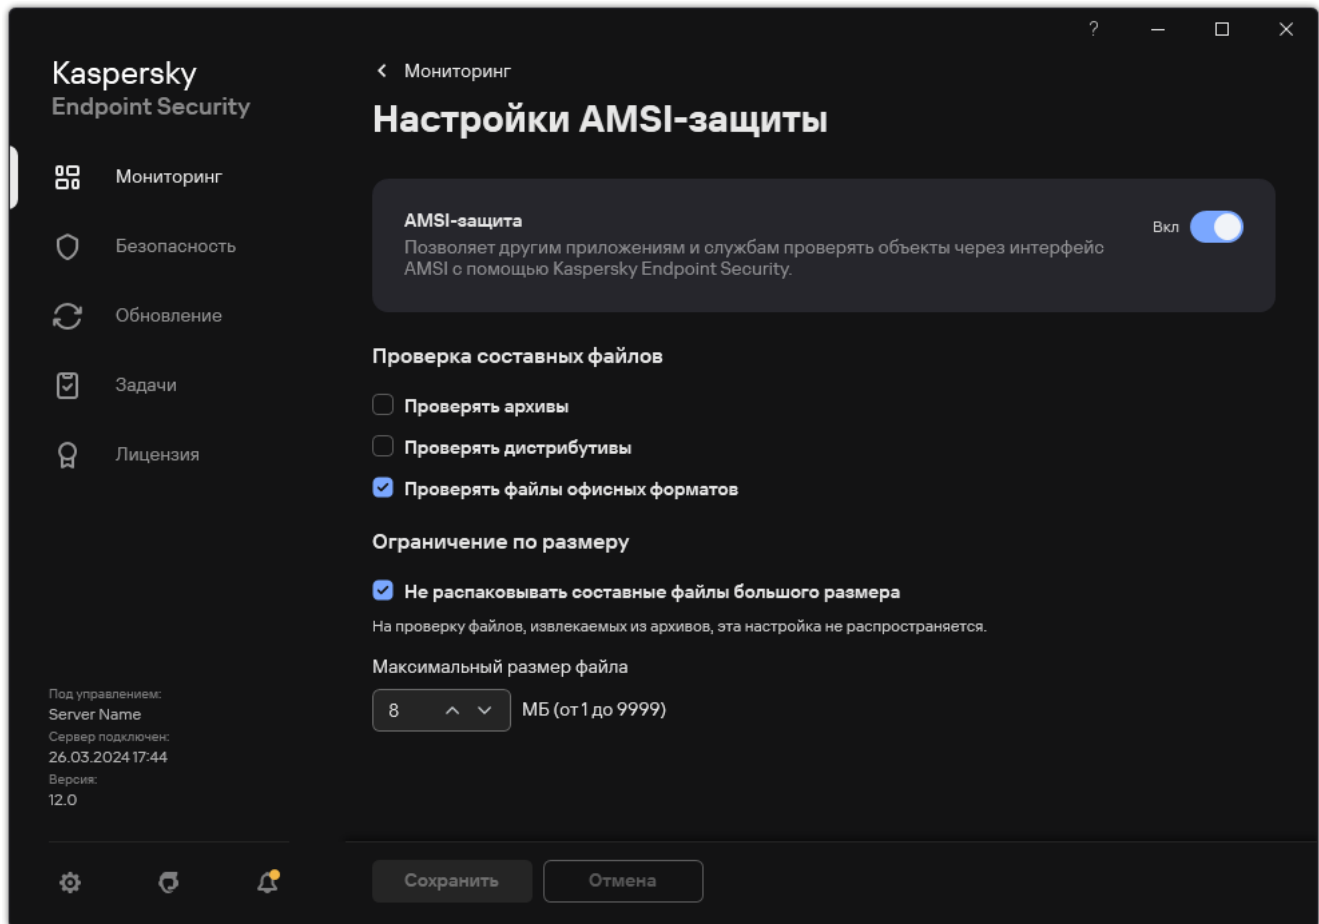 ?
Kaspersky
Endpoint Security
Мониторинг
Безопасность
Обновление
Задачи
Лицензия
Под управлением:
Server Name
Сервер подключен:
26.03.2024 17:44
Версия:
12.0
Мониторинг
Настройки AMSI-защиты
AMSI-защита
Позволяет другим приложениям и службам проверять объекты через интерфейс
AMSI с помощью Kaspersky Endpoint Security.
Вкл
Проверка составных файлов
Проверять архивы
Проверять дистрибутивы
Проверять файлы офисных форматов
Ограничение по размеру
Не распаковывать составные файлы большого размера
На проверку файлов, извлекаемых из архивов, эта настройка не распространяется.
Максимальный размер файла
8 МБ (от 1 до 9999)
Сохранить
Отмена